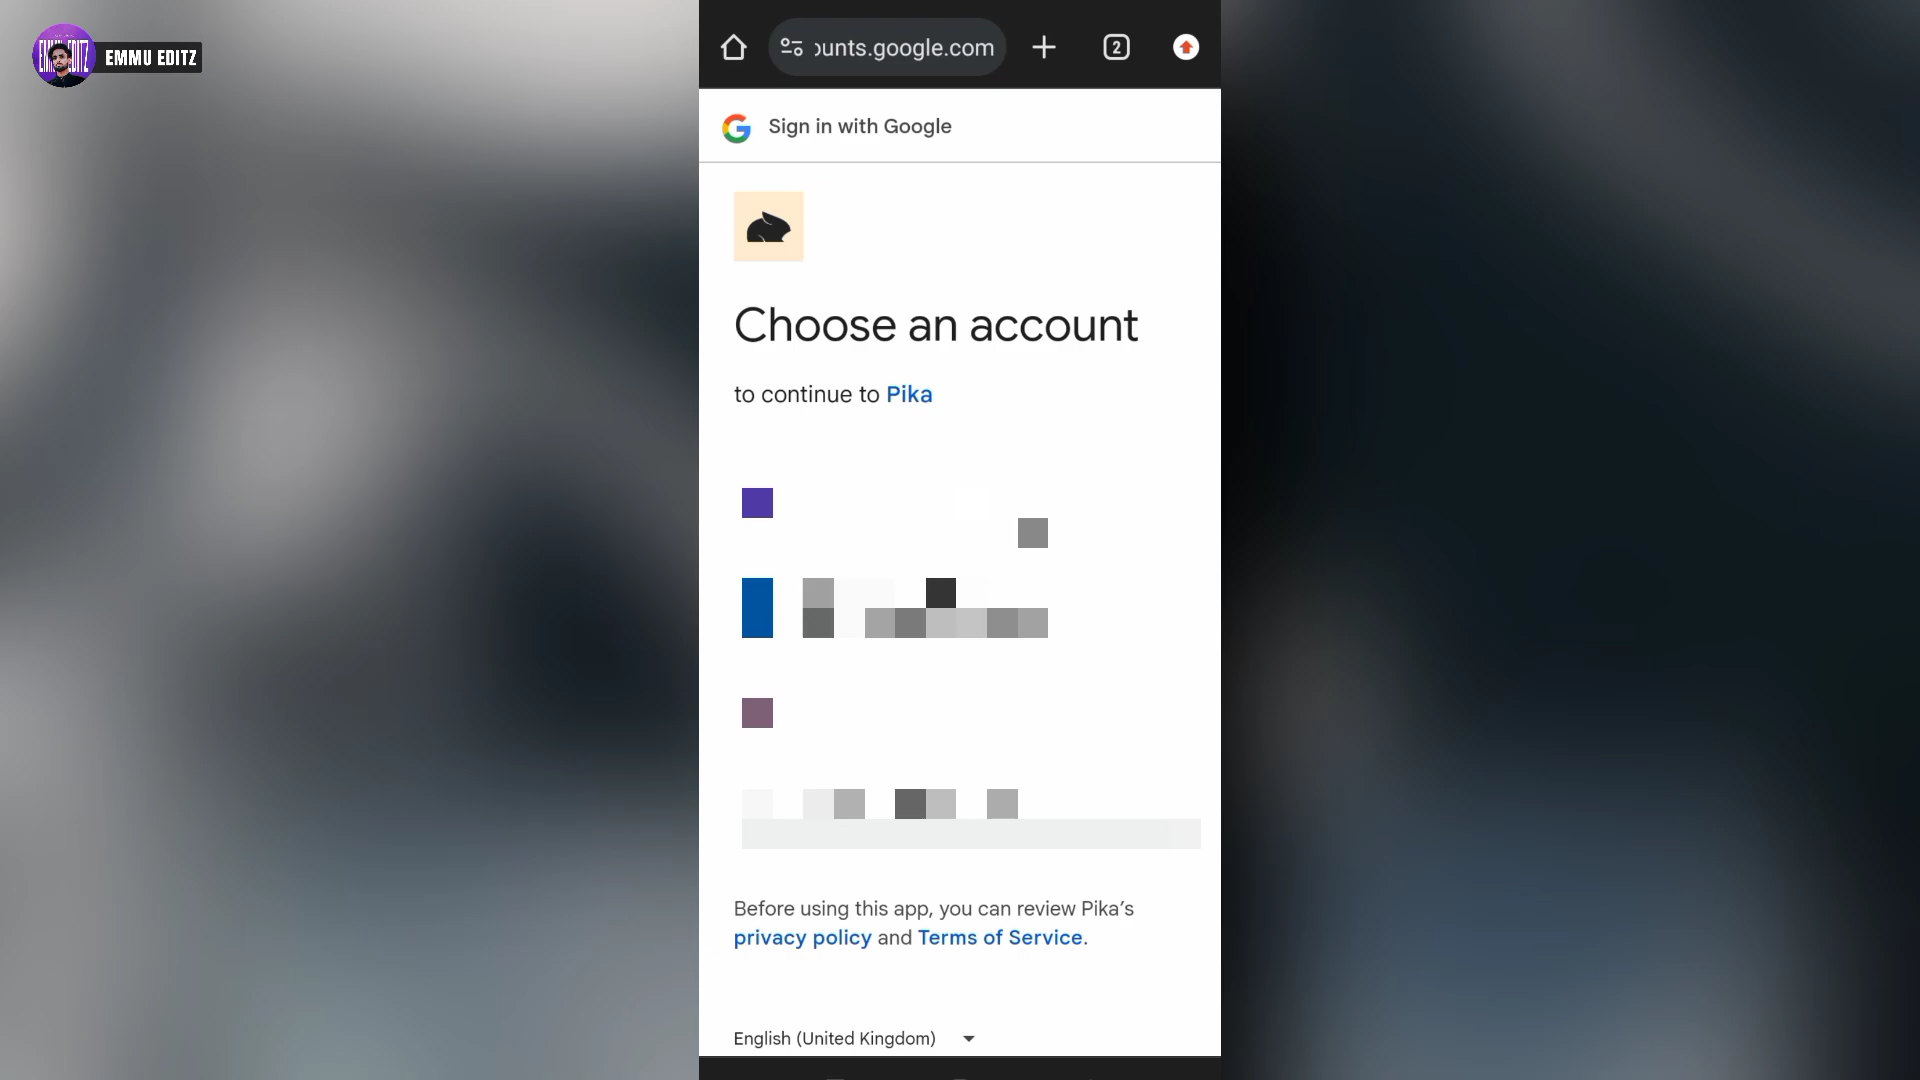 EMMU EDITZ
ounts.google.com
2
Sign in with Google
Choose an account
to continue to Pika
Before using this app, you can review Pika’s
privacy policy and Terms of Service.
English (United Kingdom)